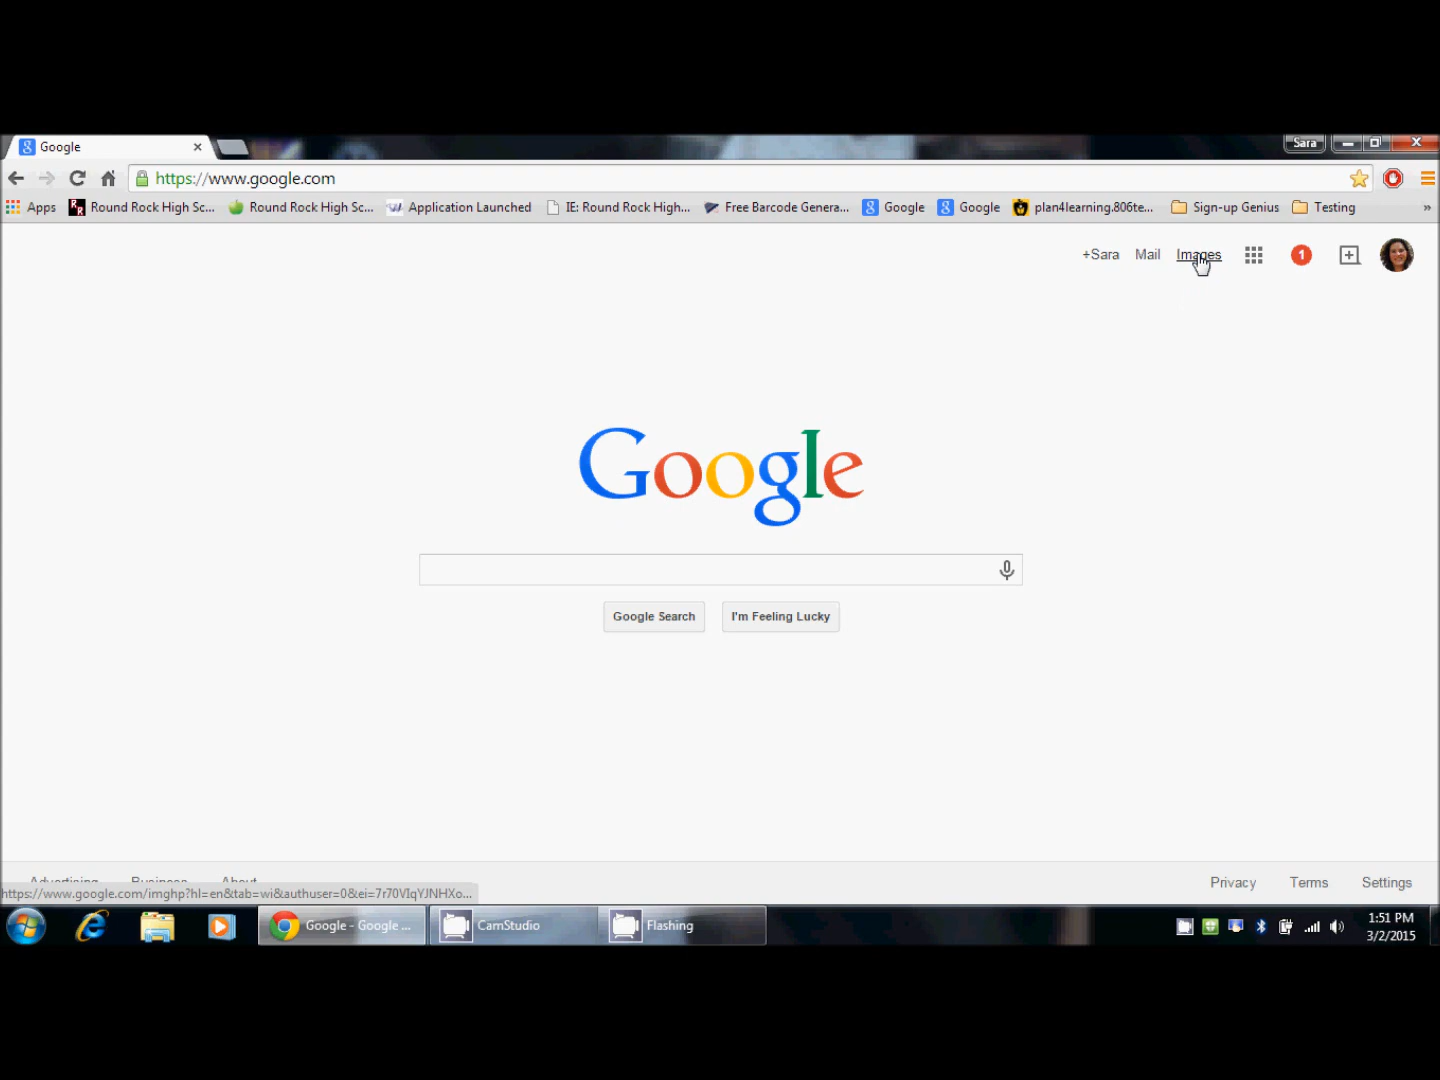 Google
Sara
https://www.google.com
Apps Round Rock High Sc... Round Rock High Sc... Application Launched IE: Round Rock High... Free Barcode Genera... Google Google plan4learning.806te... Sign-up Genius Testing »
+Sara Mail Images 1
Google
Google Search I'm Feeling Lucky
Advertising Business About Privacy Terms Settings
https://www.google.com/imghp?hl=en&tab=wi&authuser=0&ei=7r70VIqYJNHXo...
Google - Google ... CamStudio Flashing
1:51 PM
3/2/2015